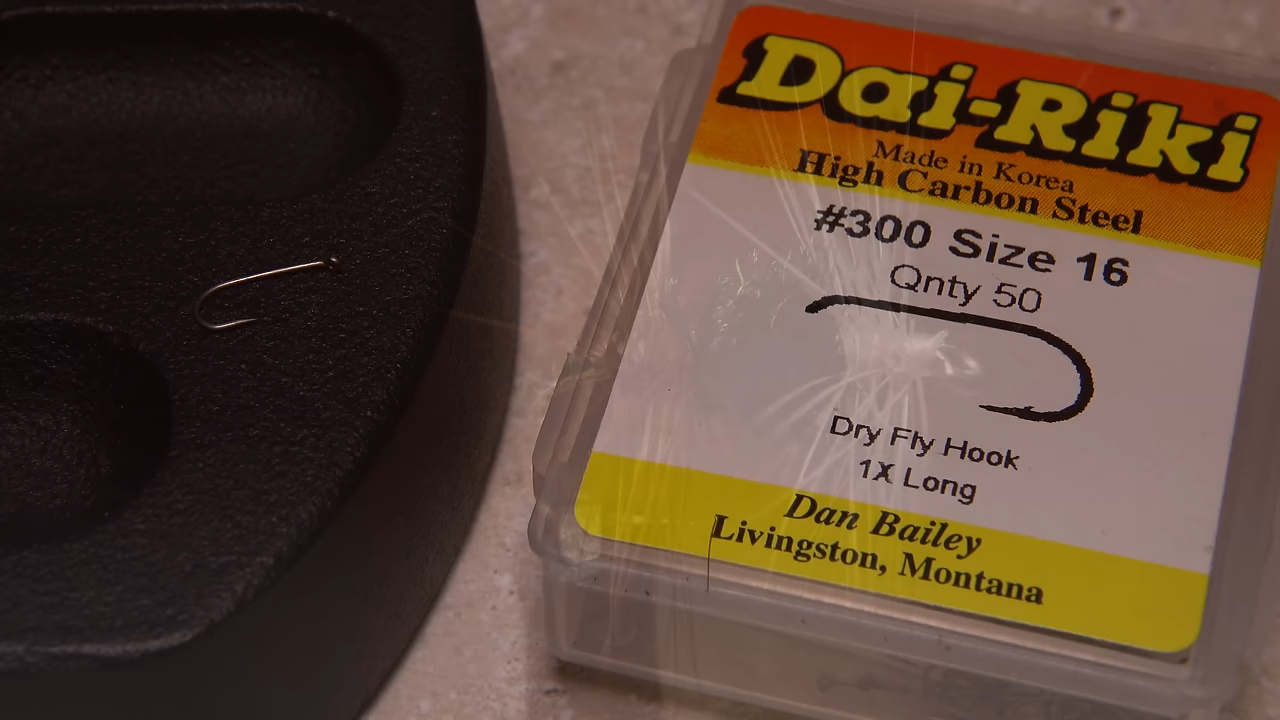 Dai-Riki
Made in Korea
High Carbon Steel
#300 Size 16
Qnty 50
Dry Fly Hook
1X Long
Dan Bailey
Livingston, Montana